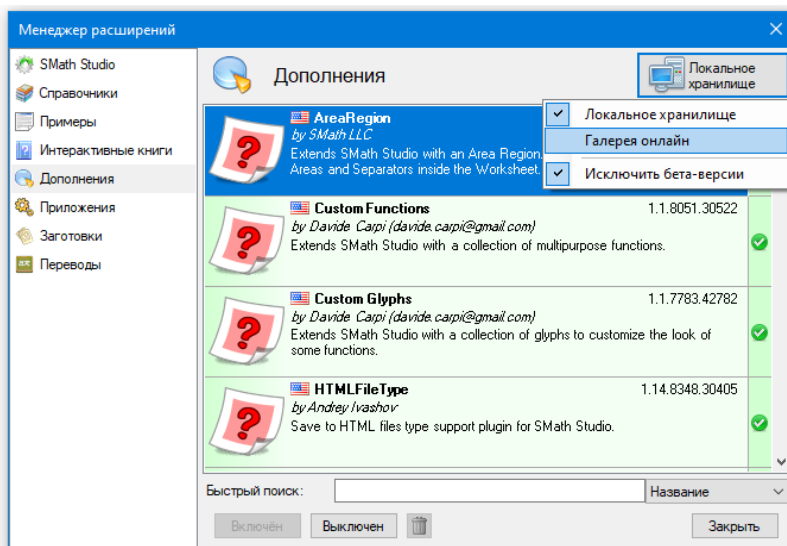 Менеджер расширений
SMath Studio
Справочники
Примеры
Интерактивные книги
Дополнения
Приложения
Заготовки
Переводы
Дополнения
Локальное
хранилище
Локальное хранилище
Галерея онлайн
Исключить бета-версии
AreaRegion
by SMath LLC
Extends SMath Studio with an Area Region.
Areas and Separators inside the Worksheet.
Custom Functions 1.1.8051.30522
by Davide Carpi (davide.carpi@gmail.com)
Extends SMath Studio with a collection of multipurpose functions.
Custom Glyphs 1.1.7783.42782
by Davide Carpi (davide.carpi@gmail.com)
Extends SMath Studio with a collection of glyphs to customize the look of
some functions.
HTMLFileType 1.14.8348.30405
by Andrey Ivashov
Save to HTML files type support plugin for SMath Studio.
Быстрый поиск: Название
Включён Выключен Закрыть